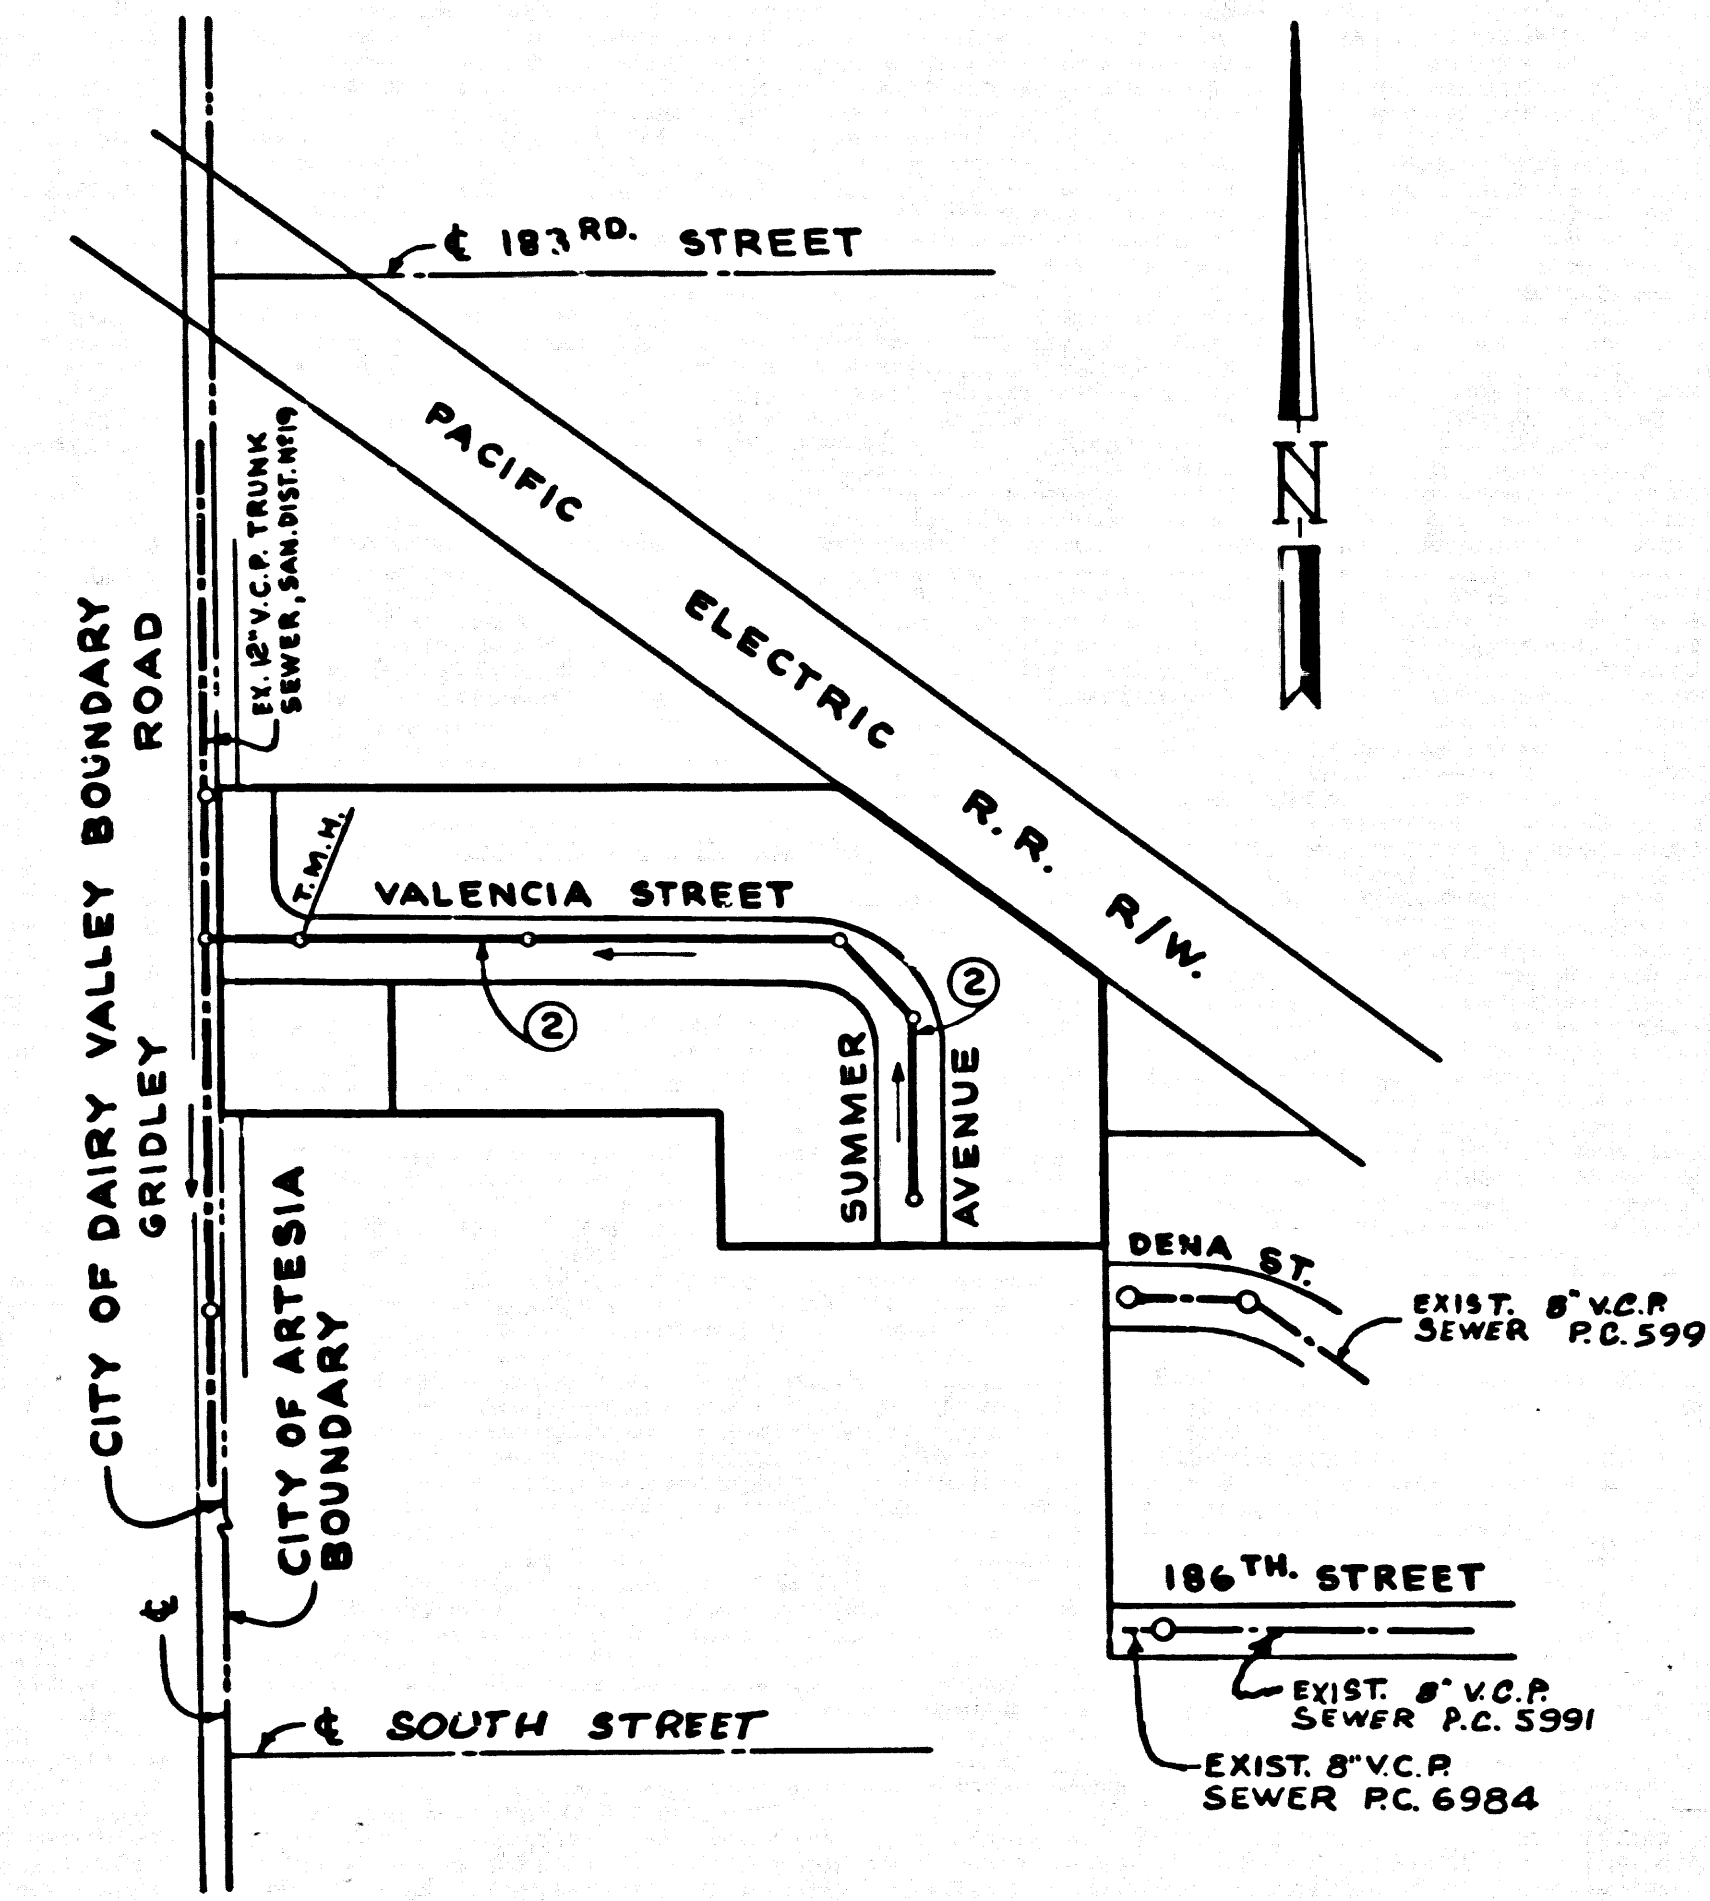 ℄ 183RD. STREET
N
PACIFIC ELECTRIC R.R. R/W.
EX. 12" V.C.P. TRUNK
SEWER, SAN. DIST. Nº 19
CITY OF DAIRY VALLEY BOUNDARY
GRIDLEY ROAD
T.M.H.
VALENCIA STREET
2
2
SUMMER
AVENUE
CITY OF ARTESIA
BOUNDARY
DENA ST.
EXIST. 8" V.C.P.
SEWER P.C. 599
186TH. STREET
EXIST. 8" V.C.P.
SEWER P.C. 5991
EXIST. 8" V.C.P.
SEWER P.C. 6984
℄
℄ SOUTH STREET